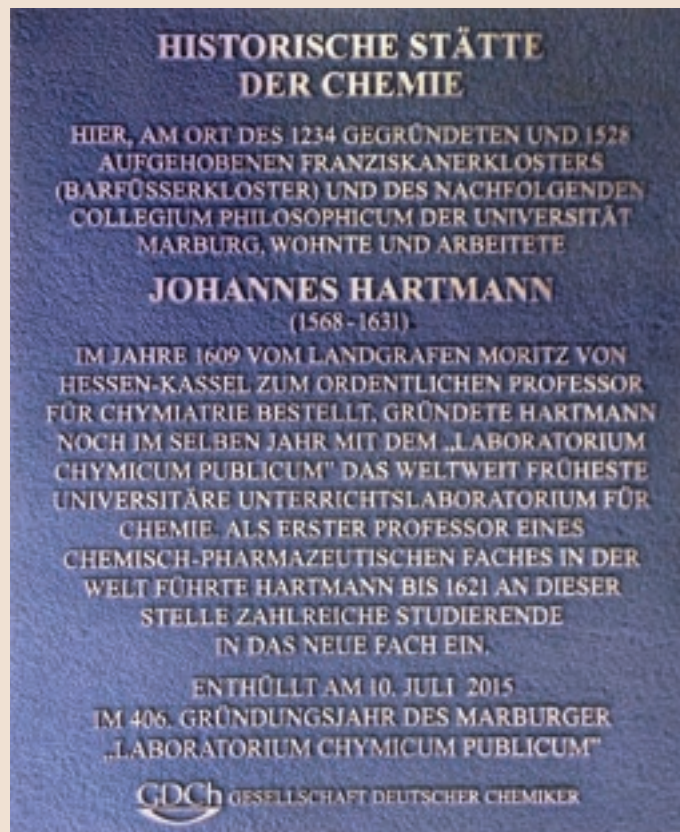 HISTORISCHE STÄTTE
DER CHEMIE
HIER, AM ORT DES 1234 GEGRÜNDETEN UND 1528
AUFGEHOBENEN FRANZISKANERKLOSTERS
(BARFÜSSERKLOSTER) UND DES NACHFOLGENDEN
COLLEGIUM PHILOSOPHICUM DER UNIVERSITÄT
MARBURG, WOHNTE UND ARBEITETE
JOHANNES HARTMANN
(1568-1631).
IM JAHRE 1609 VOM LANDGRAFEN MORITZ VON
HESSEN-KASSEL ZUM ORDENTLICHEN PROFESSOR
FÜR CHYMIATRIE BESTELLT, GRÜNDETE HARTMANN
NOCH IM SELBEN JAHR MIT DEM „LABORATORIUM
CHYMICUM PUBLICUM" DAS WELTWEIT FRÜHESTE
UNIVERSITÄRE UNTERRICHTSLABORATORIUM FÜR
CHEMIE. ALS ERSTER PROFESSOR EINES
CHEMISCH-PHARMAZEUTISCHEN FACHES IN DER
WELT FÜHRTE HARTMANN BIS 1621 AN DIESER
STELLE ZAHLREICHE STUDIERENDE
IN DAS NEUE FACH EIN.
ENTHÜLLT AM 10. JULI 2015
IM 406. GRÜNDUNGSJAHR DES MARBURGER
„LABORATORIUM CHYMICUM PUBLICUM"
GDCh GESELLSCHAFT DEUTSCHER CHEMIKER